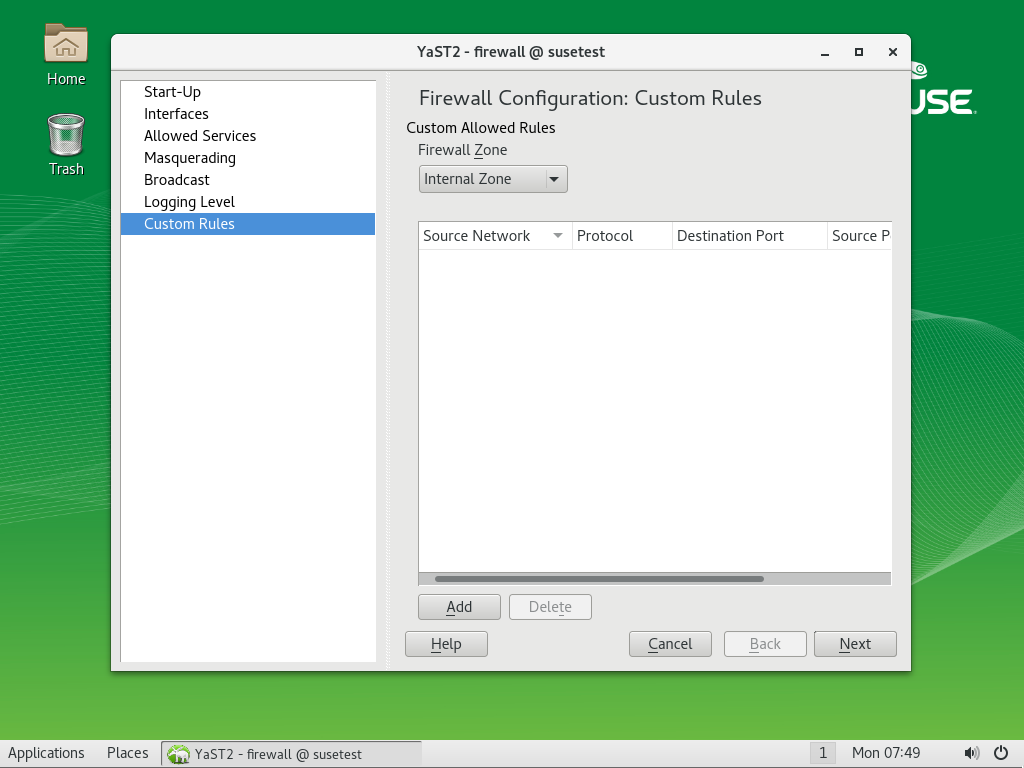 Home
Trash
YaST2 - firewall @ susetest
Start-Up
Interfaces
Allowed Services
Masquerading
Broadcast
Logging Level
Custom Rules
Firewall Configuration: Custom Rules
Custom Allowed Rules
Firewall Zone
Internal Zone
Source Network Protocol Destination Port Source P
Add Delete
Help Cancel Back Next
USE
Applications Places YaST2 - firewall @ susetest 1 Mon 07:49